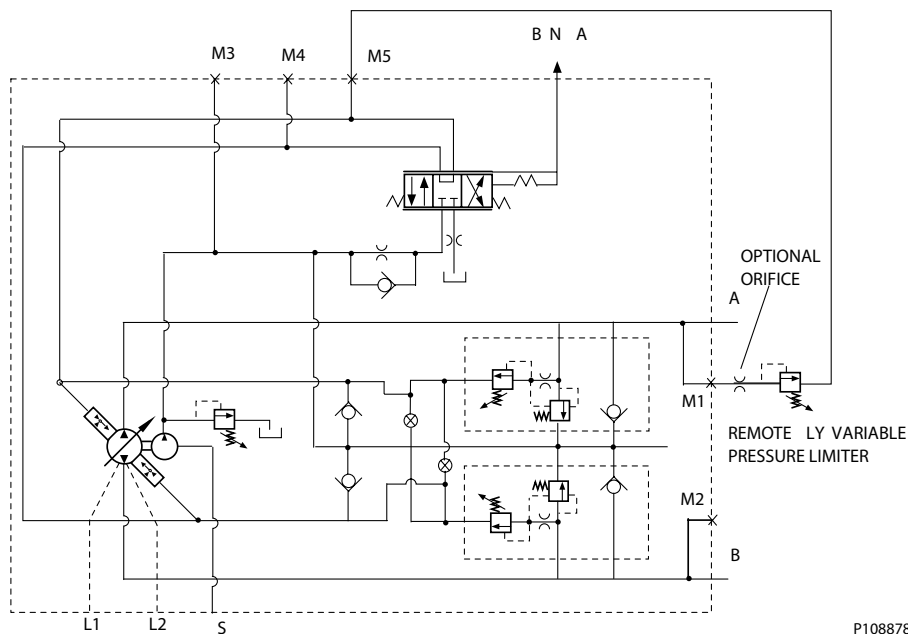 B N A
M3
M4
M5
OPTIONAL
ORIFICE
A
M1
REMOTE LY VARIABLE
PRESSURE LIMITER
M2
B
L1
L2
S
P108878